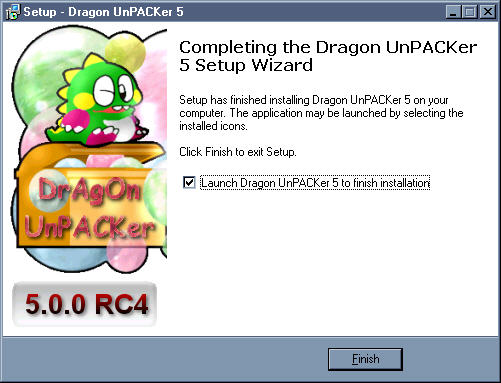 Setup - Dragon UnPACKer 5
Completing the Dragon UnPACKer
5 Setup Wizard
Setup has finished installing Dragon UnPACKer 5 on your
computer. The application may be launched by selecting the
installed icons.
Click Finish to exit Setup.
Launch Dragon UnPACKer 5 to finish installation
DrAgOn
UnPACKer
5.0.0 RC4
Finish